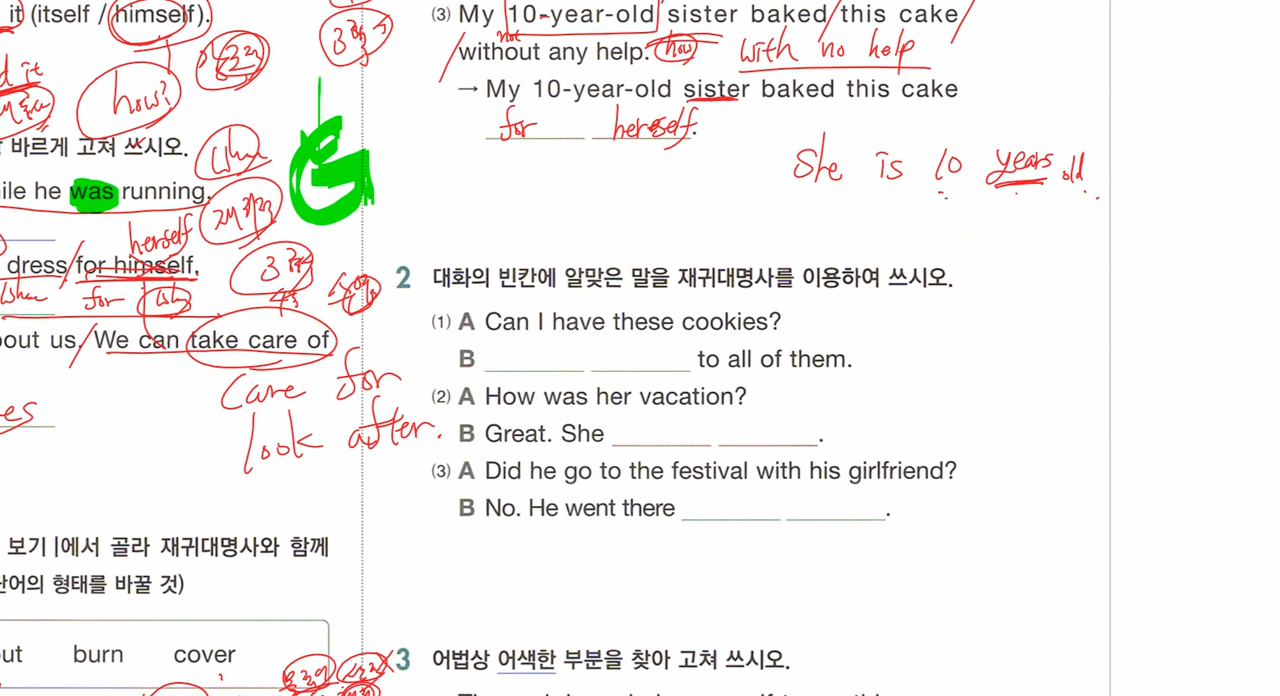 it (itself / himself).
d it
how?
바르게 고쳐 쓰시오.
ile he was running.
herself
dress for himself.
for
out us. We can take care of
care for
look after.
es
보기 |에서 골라 재귀대명사와 함께
단어의 형태를 바꿀 것)
ut burn cover
(3) My 10-year-old sister baked this cake
not
without any help. how with no help
→ My 10-year-old sister baked this cake
for herself.
She is 10 years old.
2 대화의 빈칸에 알맞은 말을 재귀대명사를 이용하여 쓰시오.
(1) A Can I have these cookies?
B ______ ______ to all of them.
(2) A How was her vacation?
B Great. She ______ ______.
(3) A Did he go to the festival with his girlfriend?
B No. He went there ______ ______.
3 어법상 어색한 부분을 찾아 고쳐 쓰시오.